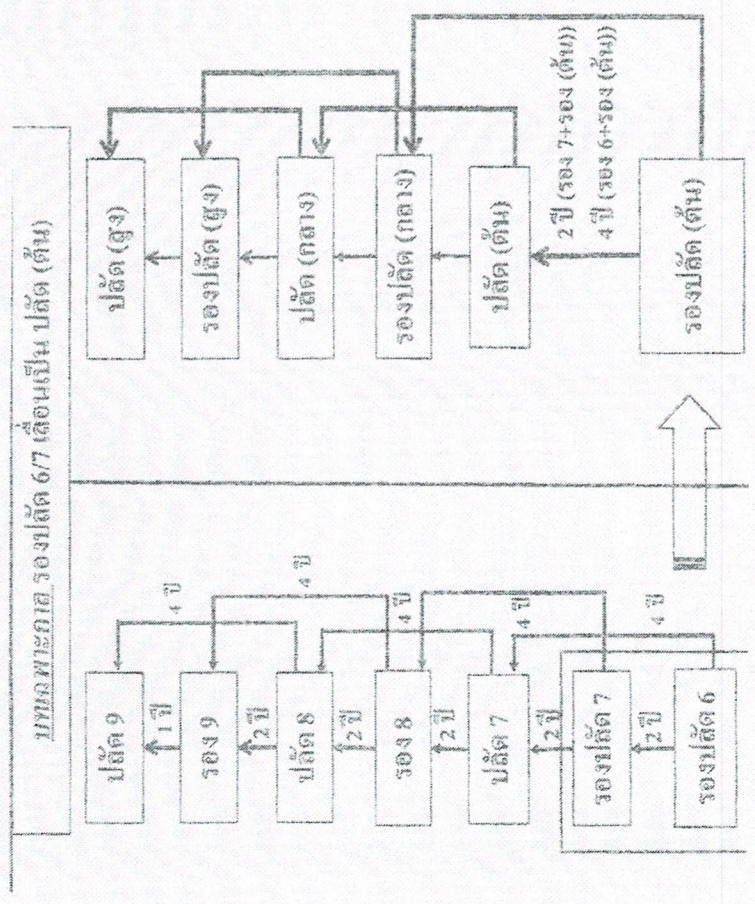 บทเฉพาะกาล รองปลัด 6/7 เลื่อนเป็น ปลัด (ต้น)
ปลัด 9
1 ปี
4 ปี
รอง 9
2 ปี
4 ปี
ปลัด 8
2 ปี
รอง 8
4 ปี
2 ปี
ปลัด 7
2 ปี
4 ปี
รองปลัด 7
2 ปี
4 ปี
รองปลัด 6
ปลัด (สูง)
รองปลัด (สูง)
ปลัด (กลาง)
รองปลัด (กลาง)
ปลัด (ต้น)
2 ปี (รอง 7+รอง (ต้น))
4 ปี (รอง 6+รอง (ต้น))
รองปลัด (ต้น)